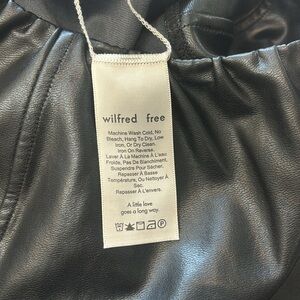 wilfred free
Machine Wash Cold, No
Bleach, Hang To Dry, Low
Iron, Or Dry Clean.
Iron On Reverse.
Laver À La Machine À L'eau
Froide, Pas De Blanchiment,
Suspendre Pour Sécher.
Repasser À Basse
Température, Ou Nettoyer À
Sec.
Repasser À L'envers.
A little love
goes a long way.